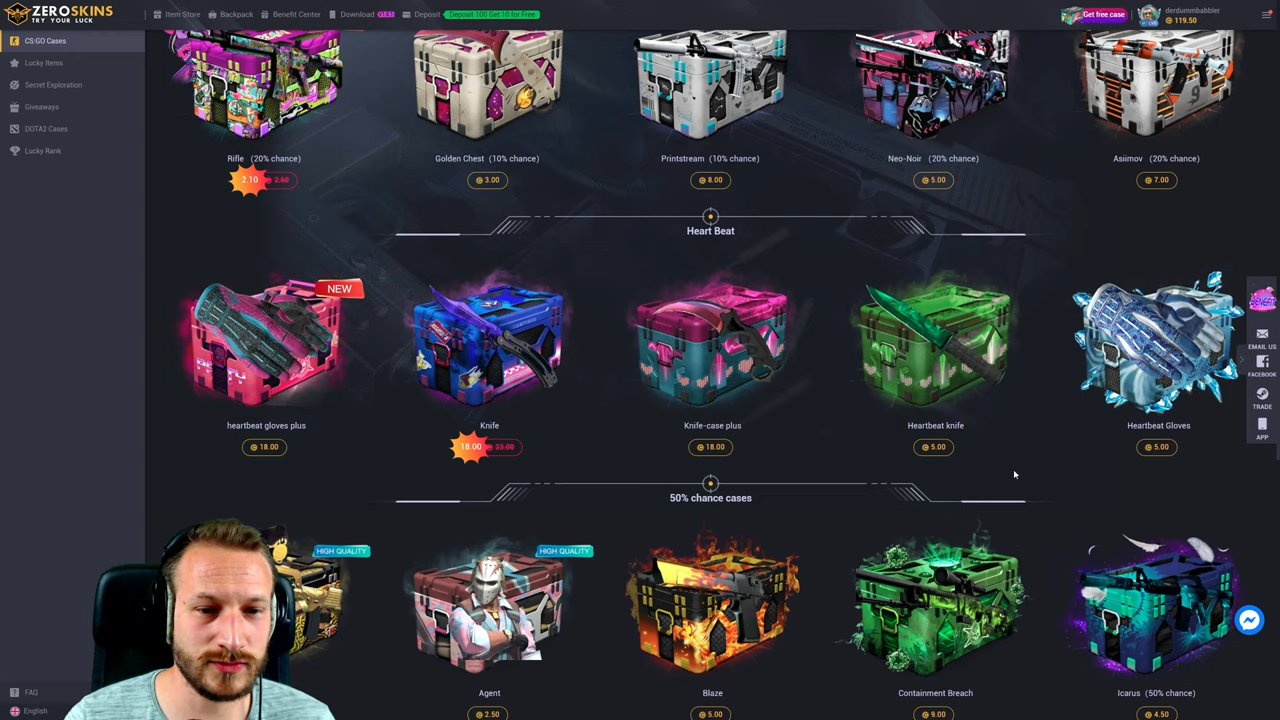 ZEROSKINS
TRY YOUR LUCK
Item Store
Backpack
Benefit Center
Download
Deposit
Deposit 100 Get 10 for Free
Get free case
derdummbabbler
119.50
CS:GO Cases
Lucky Items
Secret Exploration
Giveaways
DOTA2 Cases
Lucky Rank
Rifle (20% chance)
Golden Chest (10% chance)
Printstream (10% chance)
Neo-Noir (20% chance)
Asiimov (20% chance)
2.10 2.60
3.00
8.00
5.00
7.00
Heart Beat
NEW
heartbeat gloves plus
Knife
Knife-case plus
Heartbeat knife
Heartbeat Gloves
18.00
18.00 23.00
18.00
5.00
5.00
EMAIL US
FACEBOOK
TRADE
APP
50% chance cases
HIGH QUALITY
HIGH QUALITY
Agent
Blaze
Containment Breach
Icarus (50% chance)
2.50
5.00
9.00
4.50
FAQ
English